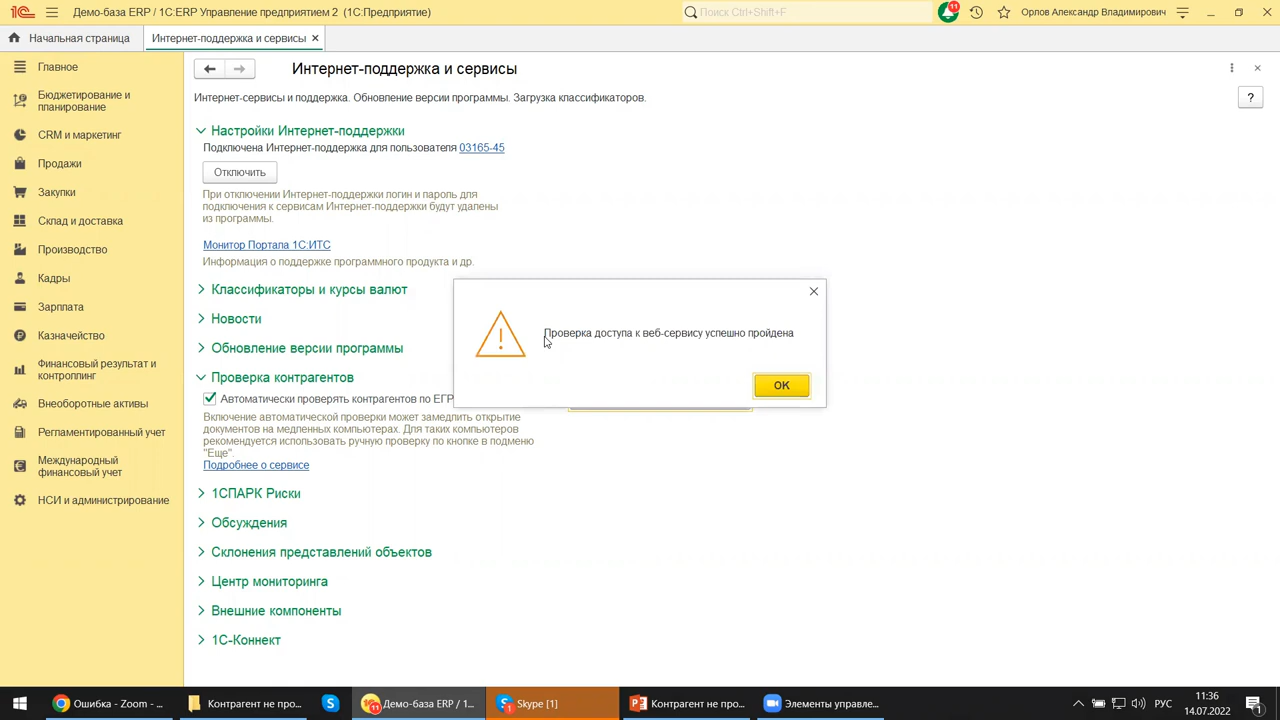 Демо-база ERP / 1С:ERP Управление предприятием 2 (1С:Предприятие)
Поиск Ctrl+Shift+F
11
Орлов Александр Владимирович
Начальная страница
Интернет-поддержка и сервисы
Главное
Бюджетирование и
планирование
CRM и маркетинг
Продажи
Закупки
Склад и доставка
Производство
Кадры
Зарплата
Казначейство
Финансовый результат и
контроллинг
Внеоборотные активы
Регламентированный учет
Международный
финансовый учет
НСИ и администрирование
Интернет-поддержка и сервисы
Интернет-сервисы и поддержка. Обновление версии программы. Загрузка классификаторов.
?
Настройки Интернет-поддержки
Подключена Интернет-поддержка для пользователя 03165-45
Отключить
При отключении Интернет-поддержки логин и пароль для
подключения к сервисам Интернет-поддержки будут удалены
из программы.
Монитор Портала 1С:ИТС
Информация о поддержке программного продукта и др.
Классификаторы и курсы валют
Новости
Обновление версии программы
Проверка контрагентов
Автоматически проверять контрагентов по ЕГР
Включение автоматической проверки может замедлить открытие
документов на медленных компьютерах. Для таких компьютеров
рекомендуется использовать ручную проверку по кнопке в подменю
"Еще".
Подробнее о сервисе
1СПАРК Риски
Обсуждения
Склонения представлений объектов
Центр мониторинга
Внешние компоненты
1С-Коннект
Проверка доступа к веб-сервису успешно пройдена
OK
Ошибка - Zoom - ...
Контрагент не про...
Демо-база ERP / 1...
Skype [1]
Контрагент не про...
Элементы управле...
РУС
11:36
14.07.2022